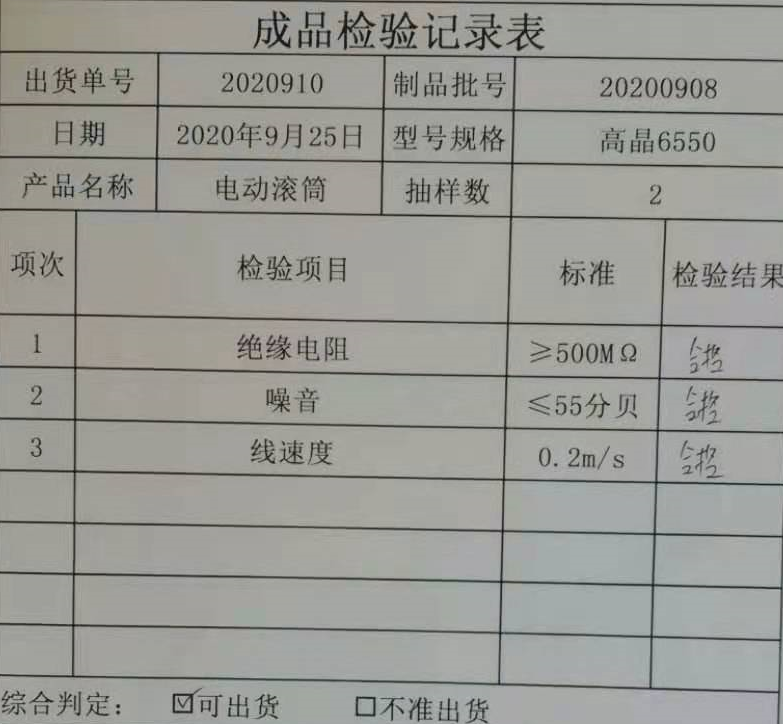 成品检验记录表
出货单号 2020910 制品批号 20200908
日期 2020年9月25日 型号规格 高晶6550
产品名称 电动滚筒 抽样数 2
项次 检验项目 标准 检验结果
1 绝缘电阻 ≥500MΩ 合格
2 噪音 ≤55分贝 合格
3 线速度 0.2m/s 合格
综合判定: ☑可出货 □不准出货